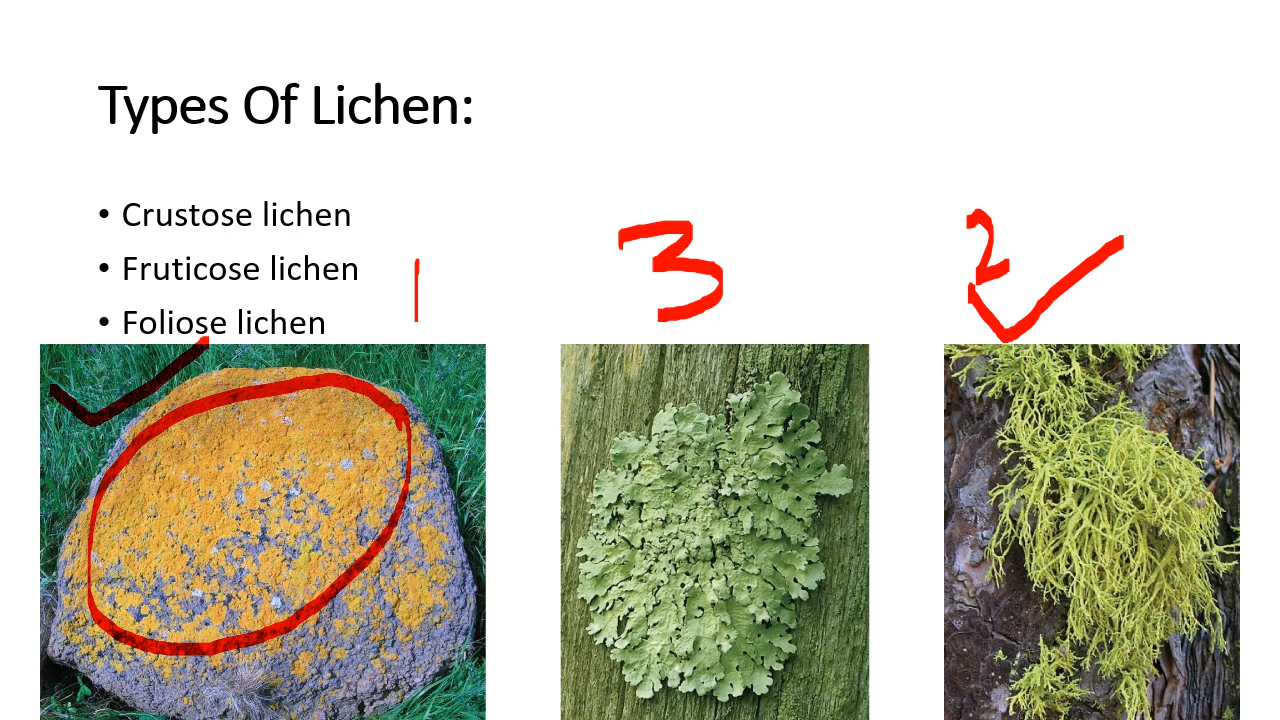 Types Of Lichen:
• Crustose lichen
• Fruticose lichen
• Foliose lichen
1 3 2